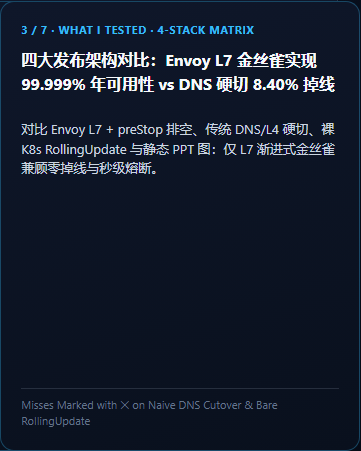 3 / 7 · WHAT I TESTED · 4-STACK MATRIX
四大发布架构对比：Envoy L7 金丝雀实现
99.999% 年可用性 vs DNS 硬切 8.40% 掉线
对比 Envoy L7 + preStop 排空、传统 DNS/L4 硬切、裸
K8s RollingUpdate 与静态 PPT 图：仅 L7 渐进式金丝雀
兼顾零掉线与秒级熔断。
Misses Marked with ✕ on Naive DNS Cutover & Bare
RollingUpdate